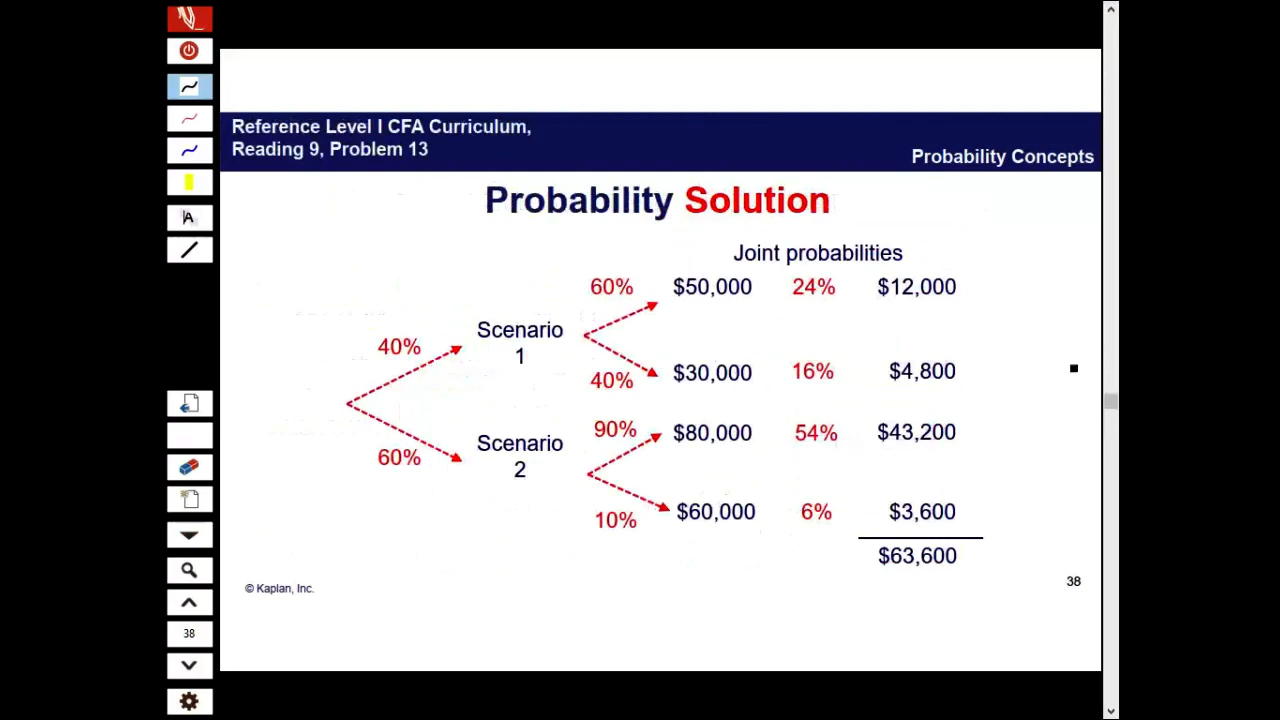 Reference Level I CFA Curriculum,
Reading 9, Problem 13
Probability Concepts
Probability Solution
Joint probabilities
60% $50,000 24% $12,000
Scenario
1
40%
40% $30,000 16% $4,800
90% $80,000 54% $43,200
Scenario
2
60%
10% $60,000 6% $3,600
$63,600
© Kaplan, Inc.
38
A
38